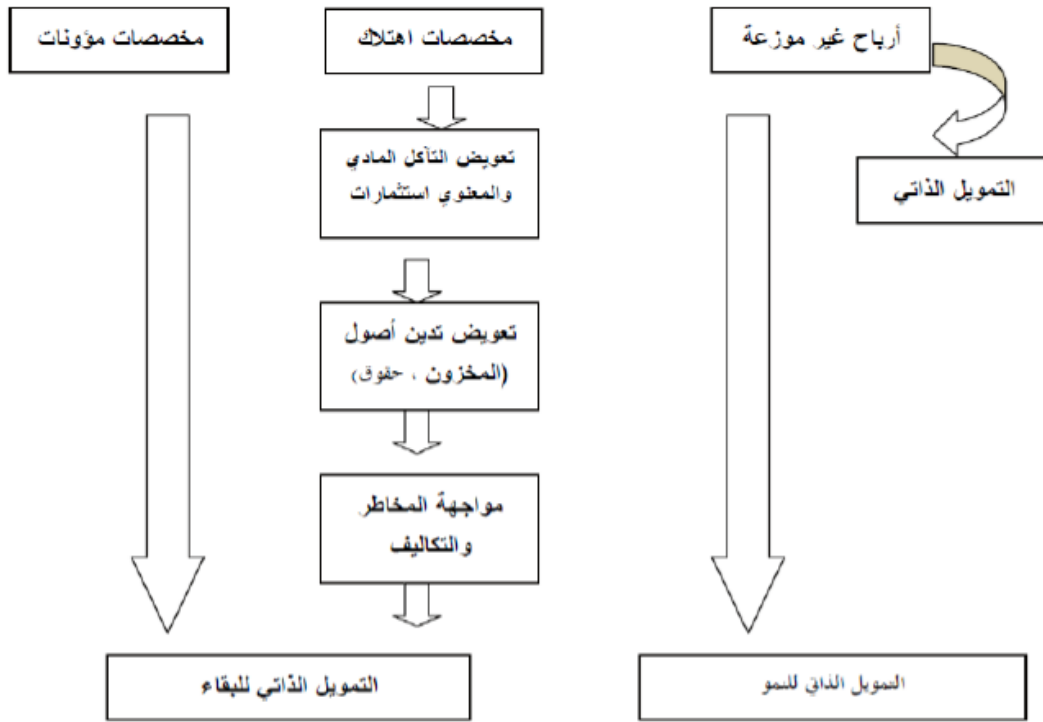 أرباح غير موزعة
مخصصات اهتلاك
مخصصات مؤونات
التمويل الذاتي
تعويض التآكل المادي
والمعنوي استثمارات
تعويض تدين أصول
(المخزون ، حقوق)
مواجهة المخاطر
والتكاليف
التمويل الذاتي للنمو
التمويل الذاتي للبقاء